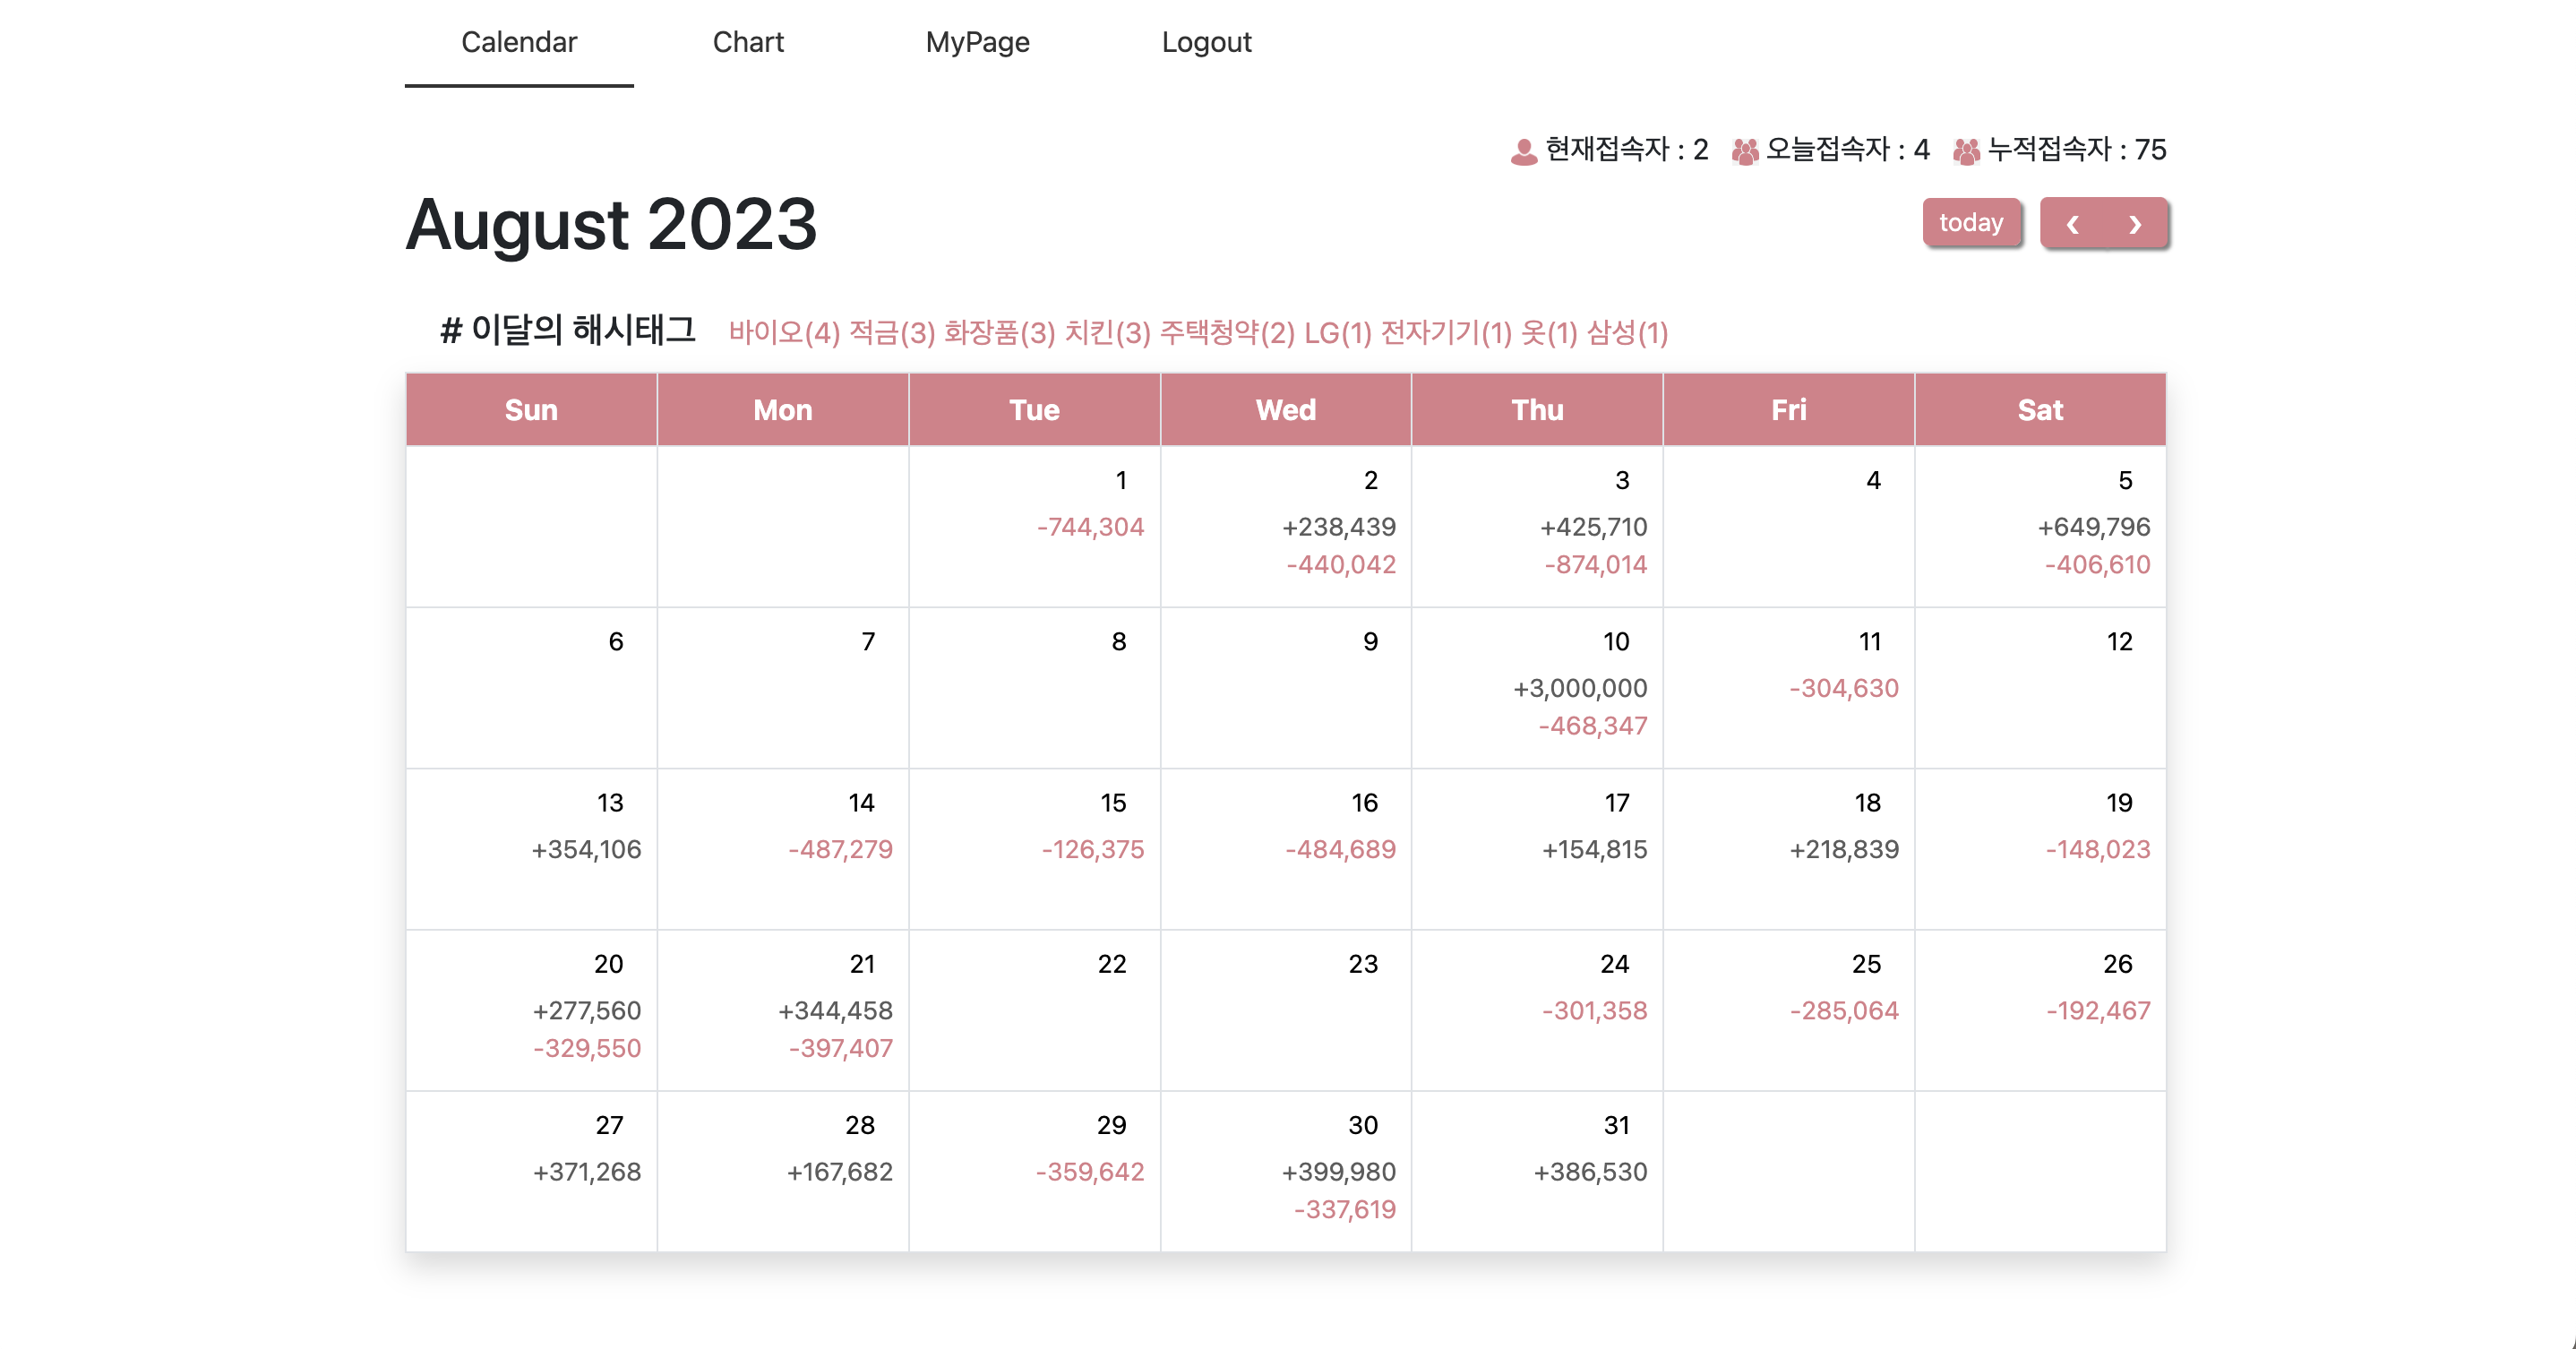 Calendar Chart MyPage Logout
현재접속자 : 2 오늘접속자 : 4 누적접속자 : 75
August 2023
today ‹ ›
# 이달의 해시태그 바이오(4) 적금(3) 화장품(3) 치킨(3) 주택청약(2) LG(1) 전자기기(1) 옷(1) 삼성(1)
Sun Mon Tue Wed Thu Fri Sat
1 2 3 4 5
-744,304 +238,439 +425,710 +649,796
-440,042 -874,014 -406,610
6 7 8 9 10 11 12
+3,000,000 -304,630
-468,347
13 14 15 16 17 18 19
+354,106 -487,279 -126,375 -484,689 +154,815 +218,839 -148,023
20 21 22 23 24 25 26
+277,560 +344,458 -301,358 -285,064 -192,467
-329,550 -397,407
27 28 29 30 31
+371,268 +167,682 -359,642 +399,980 +386,530
-337,619